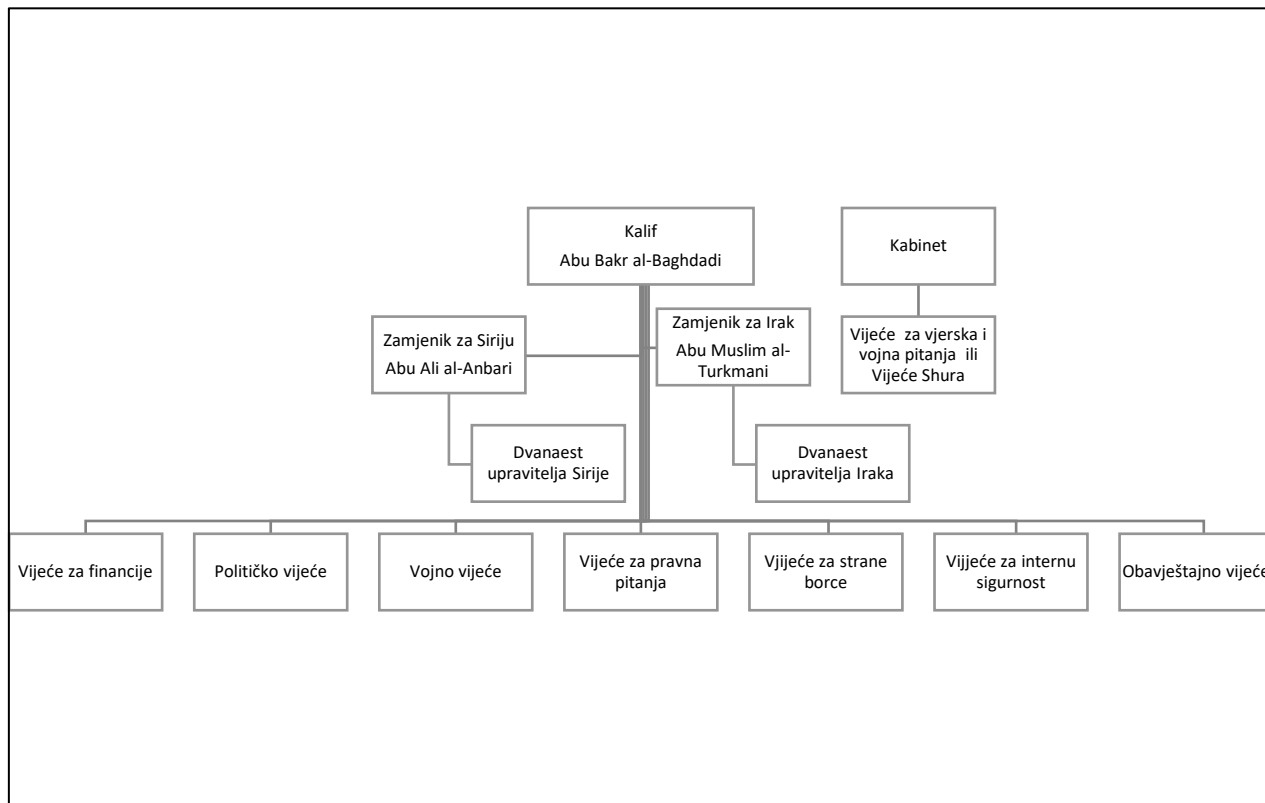 Kalif
Abu Bakr al-Baghdadi
Kabinet
Zamjenik za Siriju
Abu Ali al-Anbari
Zamjenik za Irak
Abu Muslim al-
Turkmani
Vijeće za vjerska i
vojna pitanja ili
Vijeće Shura
Dvanaest
upravitelja Sirije
Dvanaest
upravitelja Iraka
Vijeće za financije
Političko vijeće
Vojno vijeće
Vijeće za pravna
pitanja
Vjijeće za strane
borce
Vijjeće za internu
sigurnost
Obavještajno vijeće